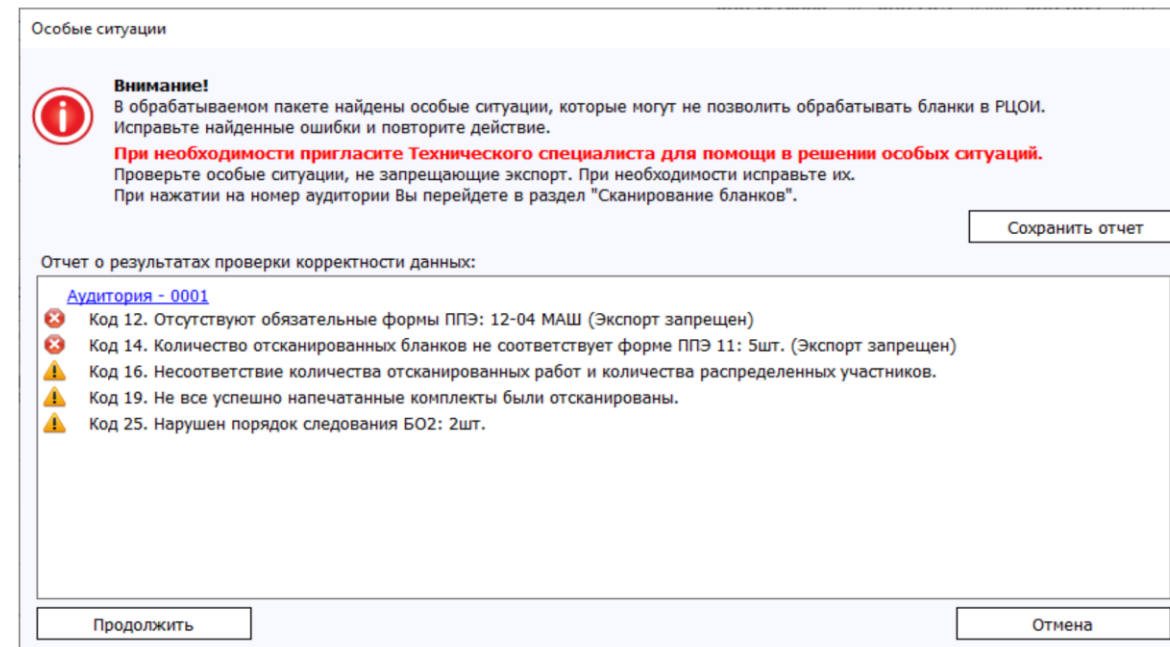 Особые ситуации
Внимание!
В обрабатываемом пакете найдены особые ситуации, которые могут не позволить обрабатывать бланки в РЦОИ.
Исправьте найденные ошибки и повторите действие.
При необходимости пригласите Технического специалиста для помощи в решении особых ситуаций.
Проверьте особые ситуации, не запрещающие экспорт. При необходимости исправьте их.
При нажатии на номер аудитории Вы перейдете в раздел "Сканирование бланков".
Сохранить отчет
Отчет о результатах проверки корректности данных:
Аудитория - 0001
Код 12. Отсутствуют обязательные формы ППЭ: 12-04 МАШ (Экспорт запрещен)
Код 14. Количество отсканированных бланков не соответствует форме ППЭ 11: 5шт. (Экспорт запрещен)
Код 16. Несоответствие количества отсканированных работ и количества распределенных участников.
Код 19. Не все успешно напечатанные комплекты были отсканированы.
Код 25. Нарушен порядок следования БО2: 2шт.
Продолжить
Отмена